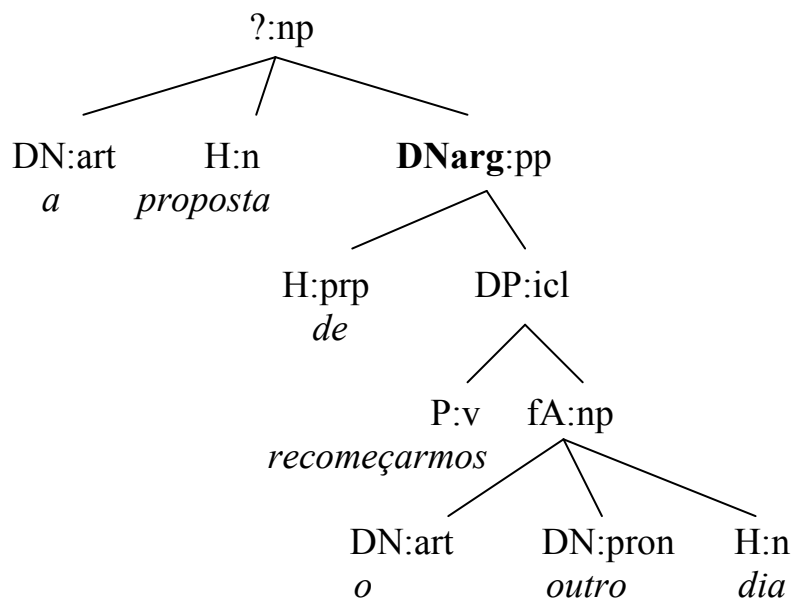 ?:np
DN:art H:n DNarg:pp
a proposta
H:prp DP:icl
de
P:v fA:np
recomeçarmos
DN:art DN:pron H:n
o outro dia